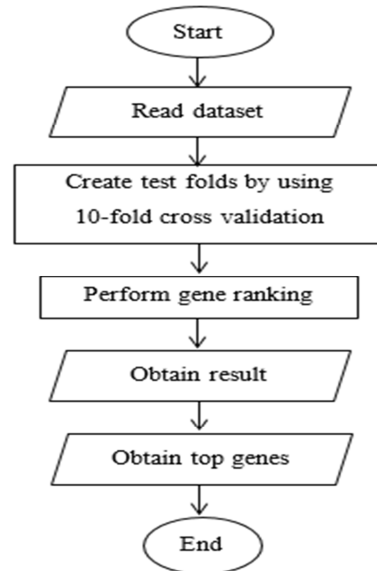 Start
Read dataset
Create test folds by using
10-fold cross validation
Perform gene ranking
Obtain result
Obtain top genes
End